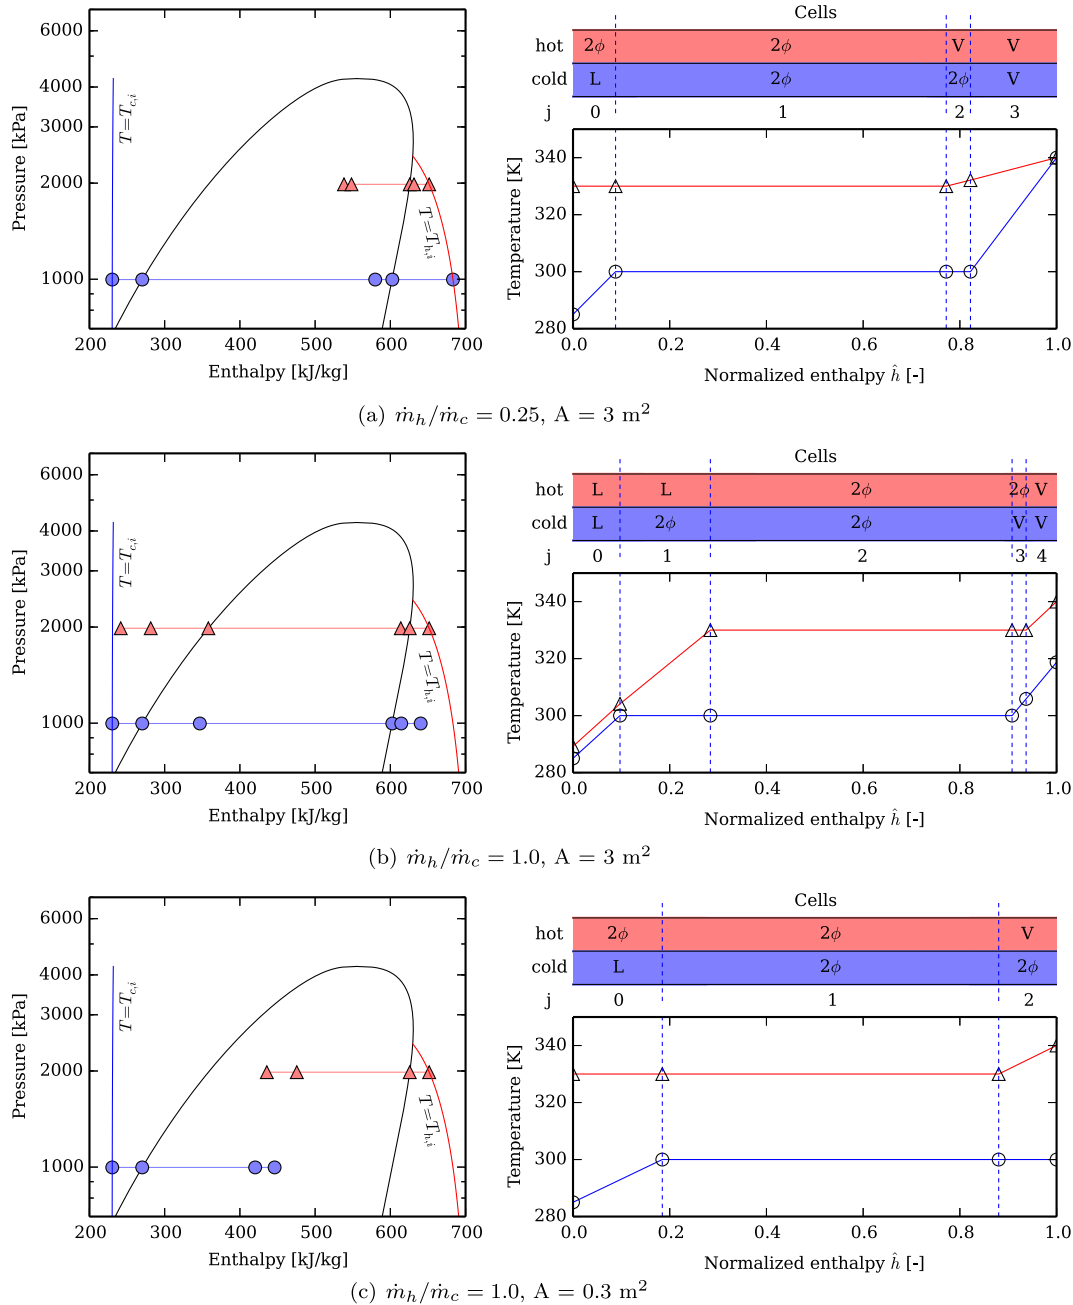 Cells
hot 2ϕ 2ϕ V V
cold L 2ϕ 2ϕ V
j 0 1 2 3
6000
4000
3000
2000
1000
Pressure [kPa]
T=T_{c,i}
T=T_{h,i}
200 300 400 500 600 700
Enthalpy [kJ/kg]
340
320
300
280
Temperature [K]
0.0 0.2 0.4 0.6 0.8 1.0
Normalized enthalpy ĥ [-]
(a) ṁ_h/ṁ_c = 0.25, A = 3 m²
Cells
hot L L 2ϕ 2ϕ V
cold L 2ϕ 2ϕ V V
j 0 1 2 3 4
6000
4000
3000
2000
1000
Pressure [kPa]
T=T_{c,i}
T=T_{h,i}
200 300 400 500 600 700
Enthalpy [kJ/kg]
340
320
300
280
Temperature [K]
0.0 0.2 0.4 0.6 0.8 1.0
Normalized enthalpy ĥ [-]
(b) ṁ_h/ṁ_c = 1.0, A = 3 m²
Cells
hot 2ϕ 2ϕ V
cold L 2ϕ 2ϕ
j 0 1 2
6000
4000
3000
2000
1000
Pressure [kPa]
T=T_{c,i}
T=T_{h,i}
200 300 400 500 600 700
Enthalpy [kJ/kg]
340
320
300
280
Temperature [K]
0.0 0.2 0.4 0.6 0.8 1.0
Normalized enthalpy ĥ [-]
(c) ṁ_h/ṁ_c = 1.0, A = 0.3 m²